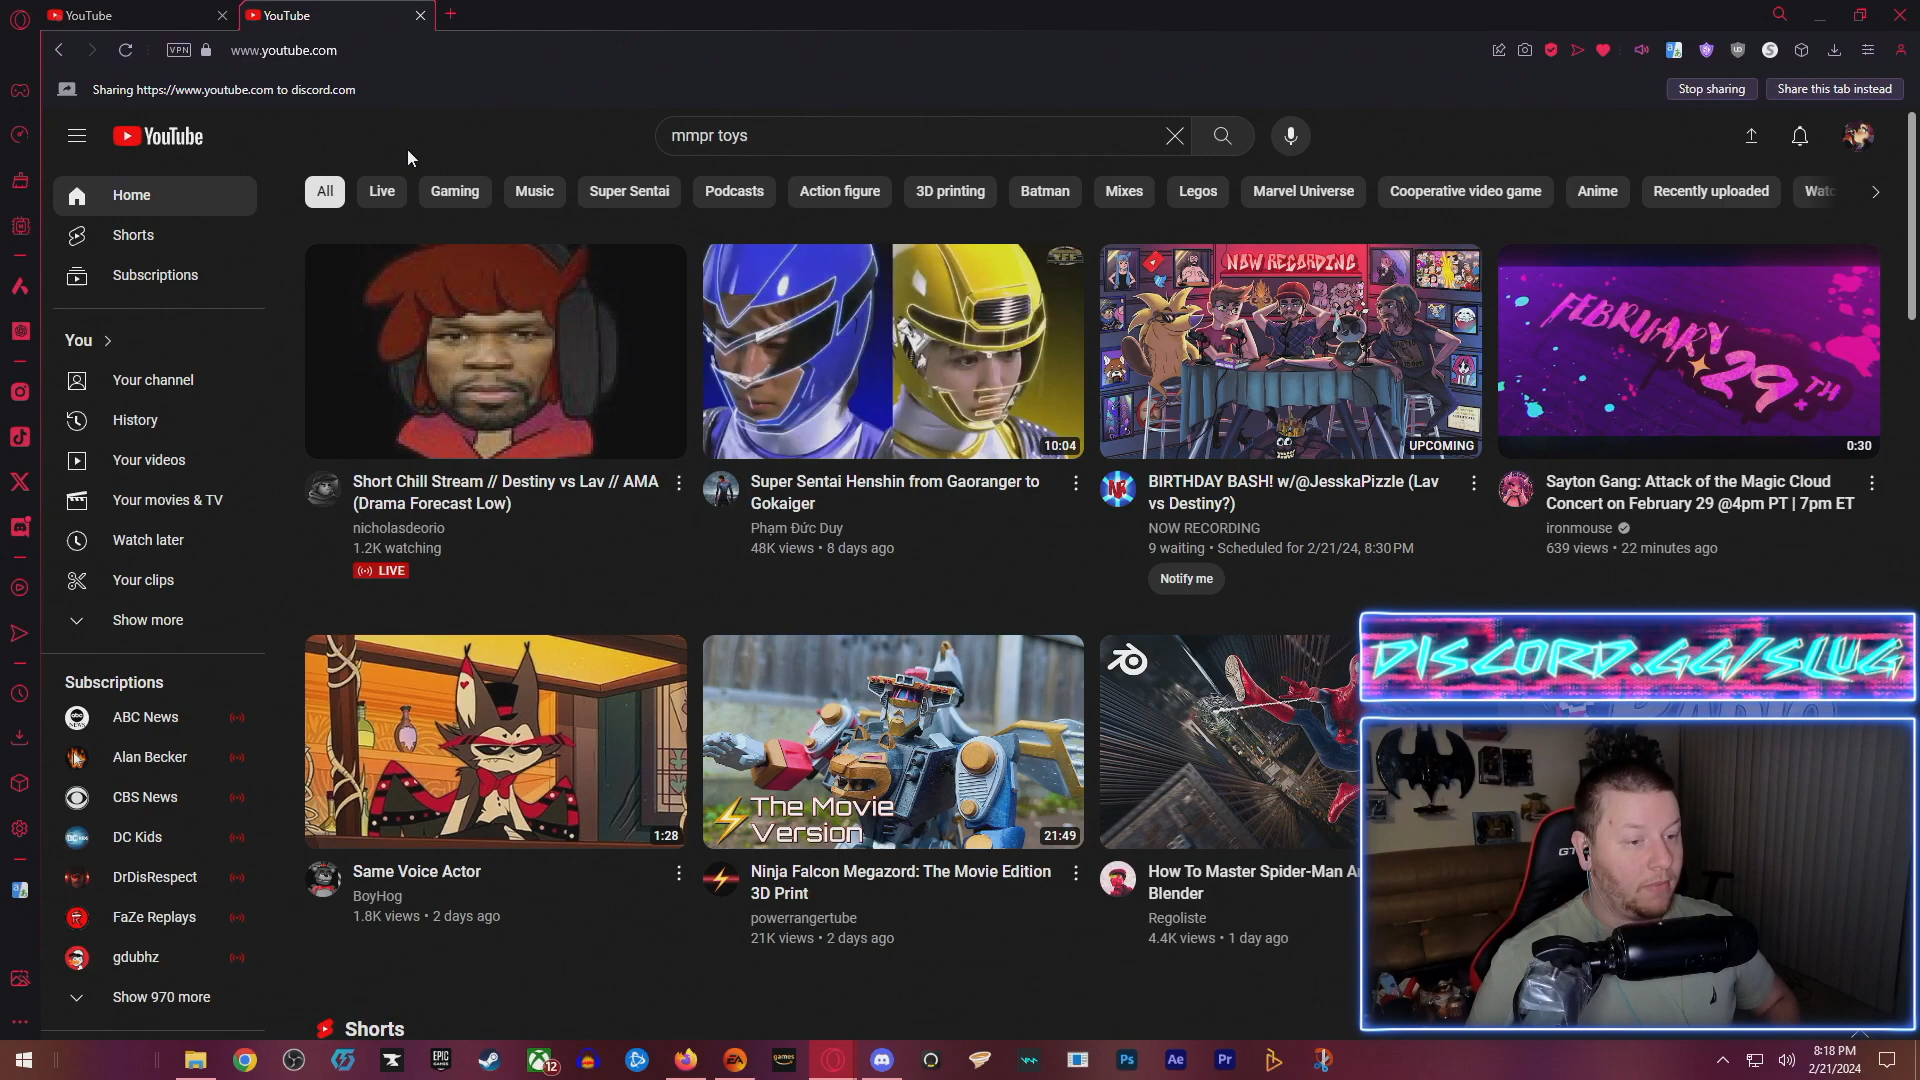 YouTube
YouTube
VPN
www.youtube.com
Sharing https://www.youtube.com to discord.com
Stop sharing
Share this tab instead
YouTube
mmpr toys
All
Live
Gaming
Music
Super Sentai
Podcasts
Action figure
3D printing
Batman
Mixes
Legos
Marvel Universe
Cooperative video game
Anime
Recently uploaded
Home
Shorts
Subscriptions
You
Your channel
History
Your videos
Your movies & TV
Watch later
Your clips
Show more
Subscriptions
ABC News
Alan Becker
CBS News
DC Kids
DrDisRespect
FaZe Replays
gdubhz
Show 970 more
Short Chill Stream // Destiny vs Lav // AMA
(Drama Forecast Low)
nicholasdeorio
1.2K watching
LIVE
10:04
Super Sentai Henshin from Gaoranger to
Gokaiger
Phạm Đức Duy
48K views • 8 days ago
NOW RECORDING
UPCOMING
BIRTHDAY BASH! w/@JesskaPizzle (Lav
vs Destiny?)
NOW RECORDING
9 waiting • Scheduled for 2/21/24, 8:30 PM
Notify me
FEBRUARY
29TH
0:30
Sayton Gang: Attack of the Magic Cloud
Concert on February 29 @4pm PT | 7pm ET
ironmouse
639 views • 22 minutes ago
1:28
Same Voice Actor
BoyHog
1.8K views • 2 days ago
The Movie
Version
21:49
Ninja Falcon Megazord: The Movie Edition
3D Print
powerrangertube
21K views • 2 days ago
How To Master Spider-Man
Blender
Regoliste
4.4K views • 1 day ago
DISCORD.GG/SLUG
Shorts
EPIC
GAMES
12
EA
games
Ps
Ae
Pr
8:18 PM
2/21/2024